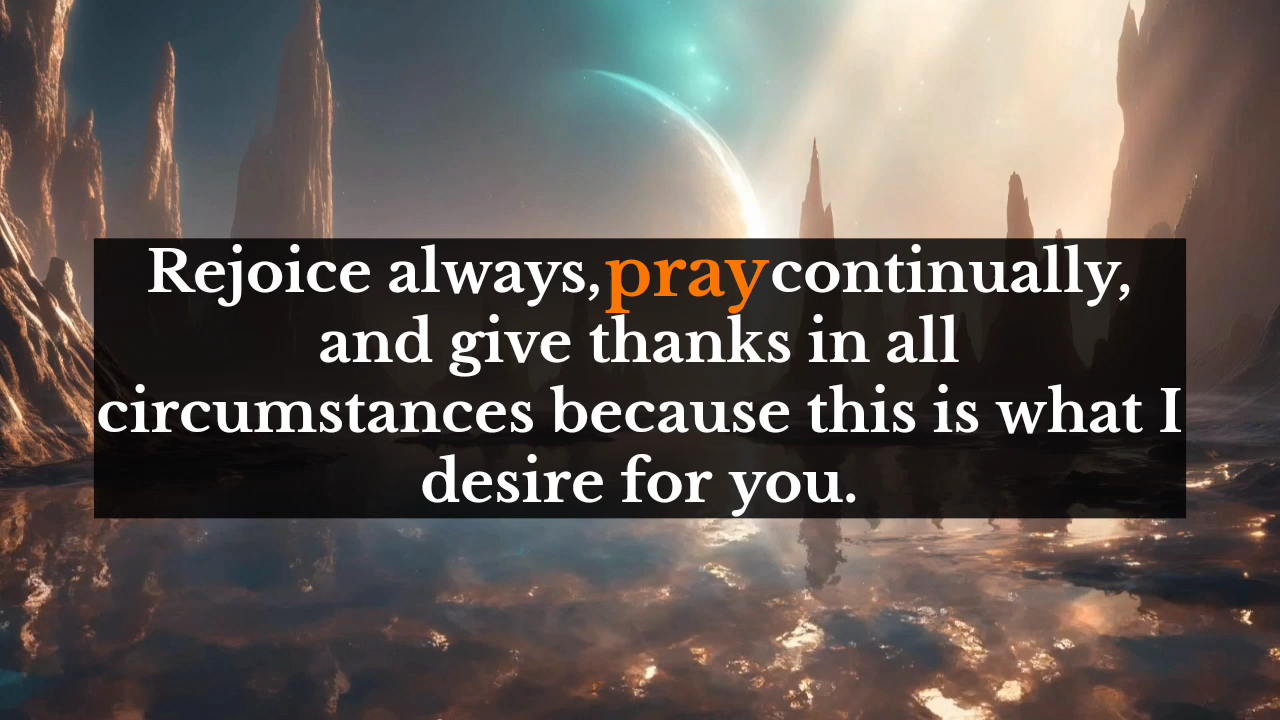 Rejoice always, pray continually,
and give thanks in all
circumstances because this is what I
desire for you.